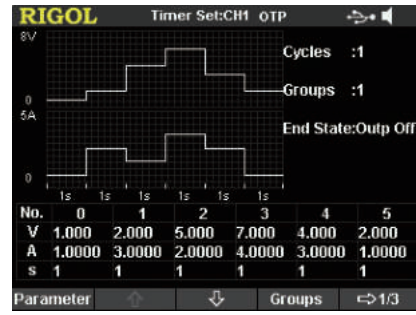 RIGOL Timer Set:CH1 OTP
8V
Cycles :1
0
Groups :1
5A
End State:Outp Off
0
1s 1s 1s 1s 1s
No. 0 1 2 3 4 5
V 1.000 2.000 5.000 7.000 4.000 2.000
A 1.0000 3.0000 2.0000 4.0000 3.0000 1.0000
s 1 1 1 1 1 1
Parameter Groups 1/3